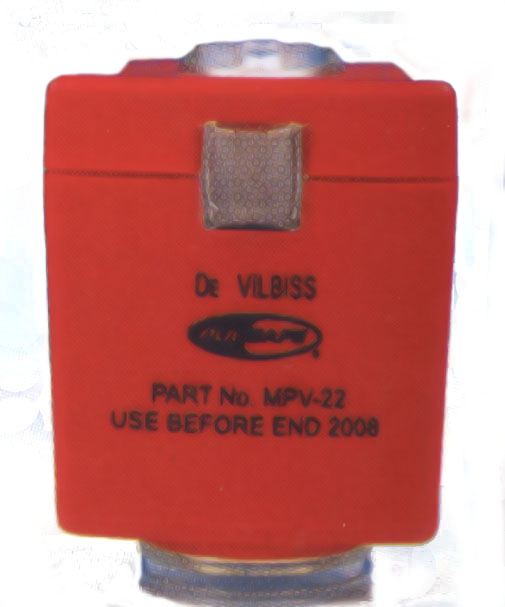 De VILBISS
PART No. MPV-22
USE BEFORE END 2008